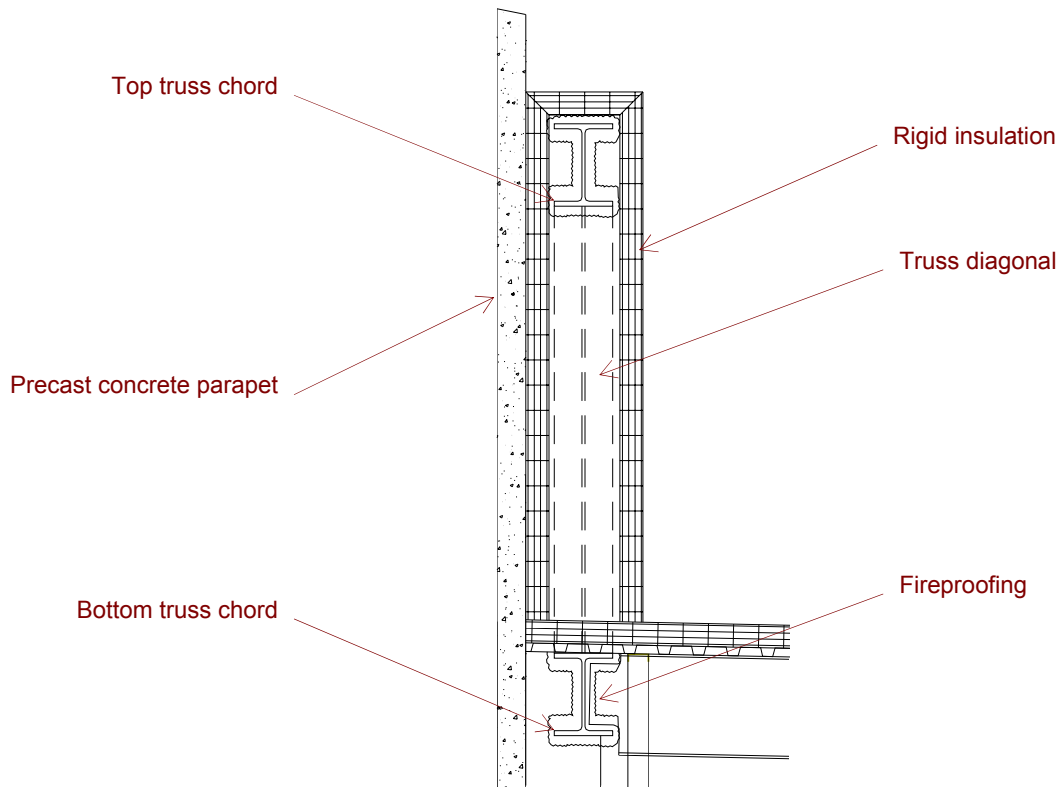 Top truss chord
Rigid insulation
Truss diagonal
Precast concrete parapet
Fireproofing
Bottom truss chord